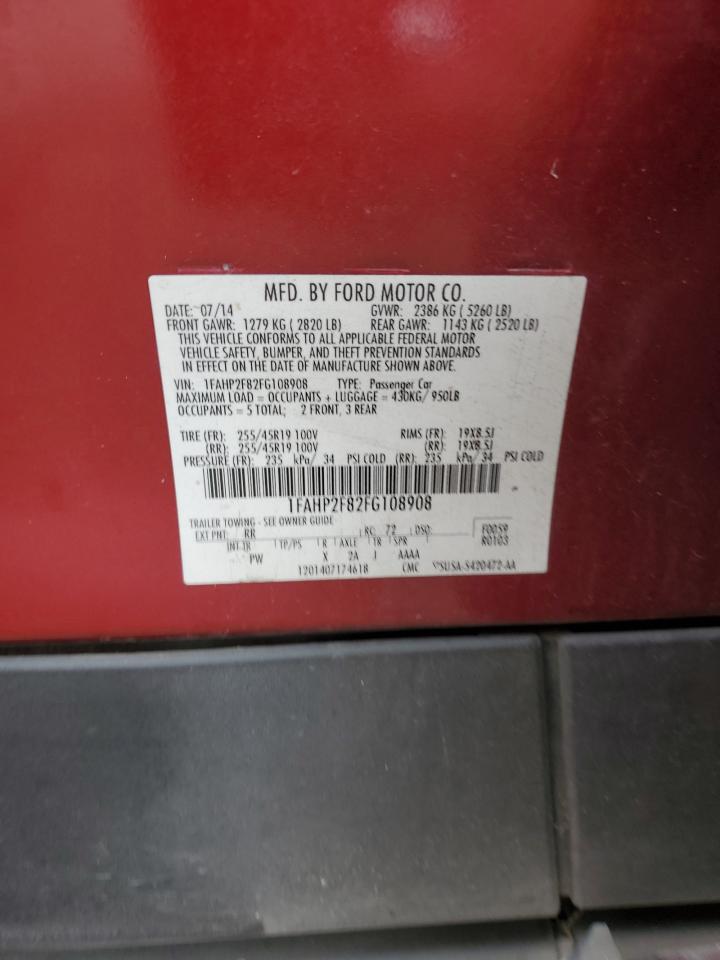 MFD. BY FORD MOTOR CO.
DATE: 07/14 GVWR: 2386 KG ( 5260 LB)
FRONT GAWR: 1279 KG ( 2820 LB) REAR GAWR: 1143 KG ( 2520 LB)
THIS VEHICLE CONFORMS TO ALL APPLICABLE FEDERAL MOTOR
VEHICLE SAFETY, BUMPER, AND THEFT PREVENTION STANDARDS
IN EFFECT ON THE DATE OF MANUFACTURE SHOWN ABOVE.
VIN: 1FAHP2F82FG108908 TYPE: Passenger Car
MAXIMUM LOAD = OCCUPANTS + LUGGAGE = 430KG/ 950LB
OCCUPANTS = 5 TOTAL; 2 FRONT, 3 REAR
TIRE (FR): 255/45R19 100V RIMS (FR): 19X8.5J
(RR): 255/45R19 100V (RR): 19X8.5J
PRESSURE (FR): 235 kPa/ 34 PSI COLD (RR): 235 kPa/ 34 PSI COLD
1FAHP2F82FG108908
TRAILER TOWING - SEE OWNER GUIDE
EXT PNT: RR RC: 72 DSO: F0059
INT TR TP/PS R AXLE TR SPR R0103
PW X 2A J AAAA
1201407174618 CMC 5USA-5420472-AA